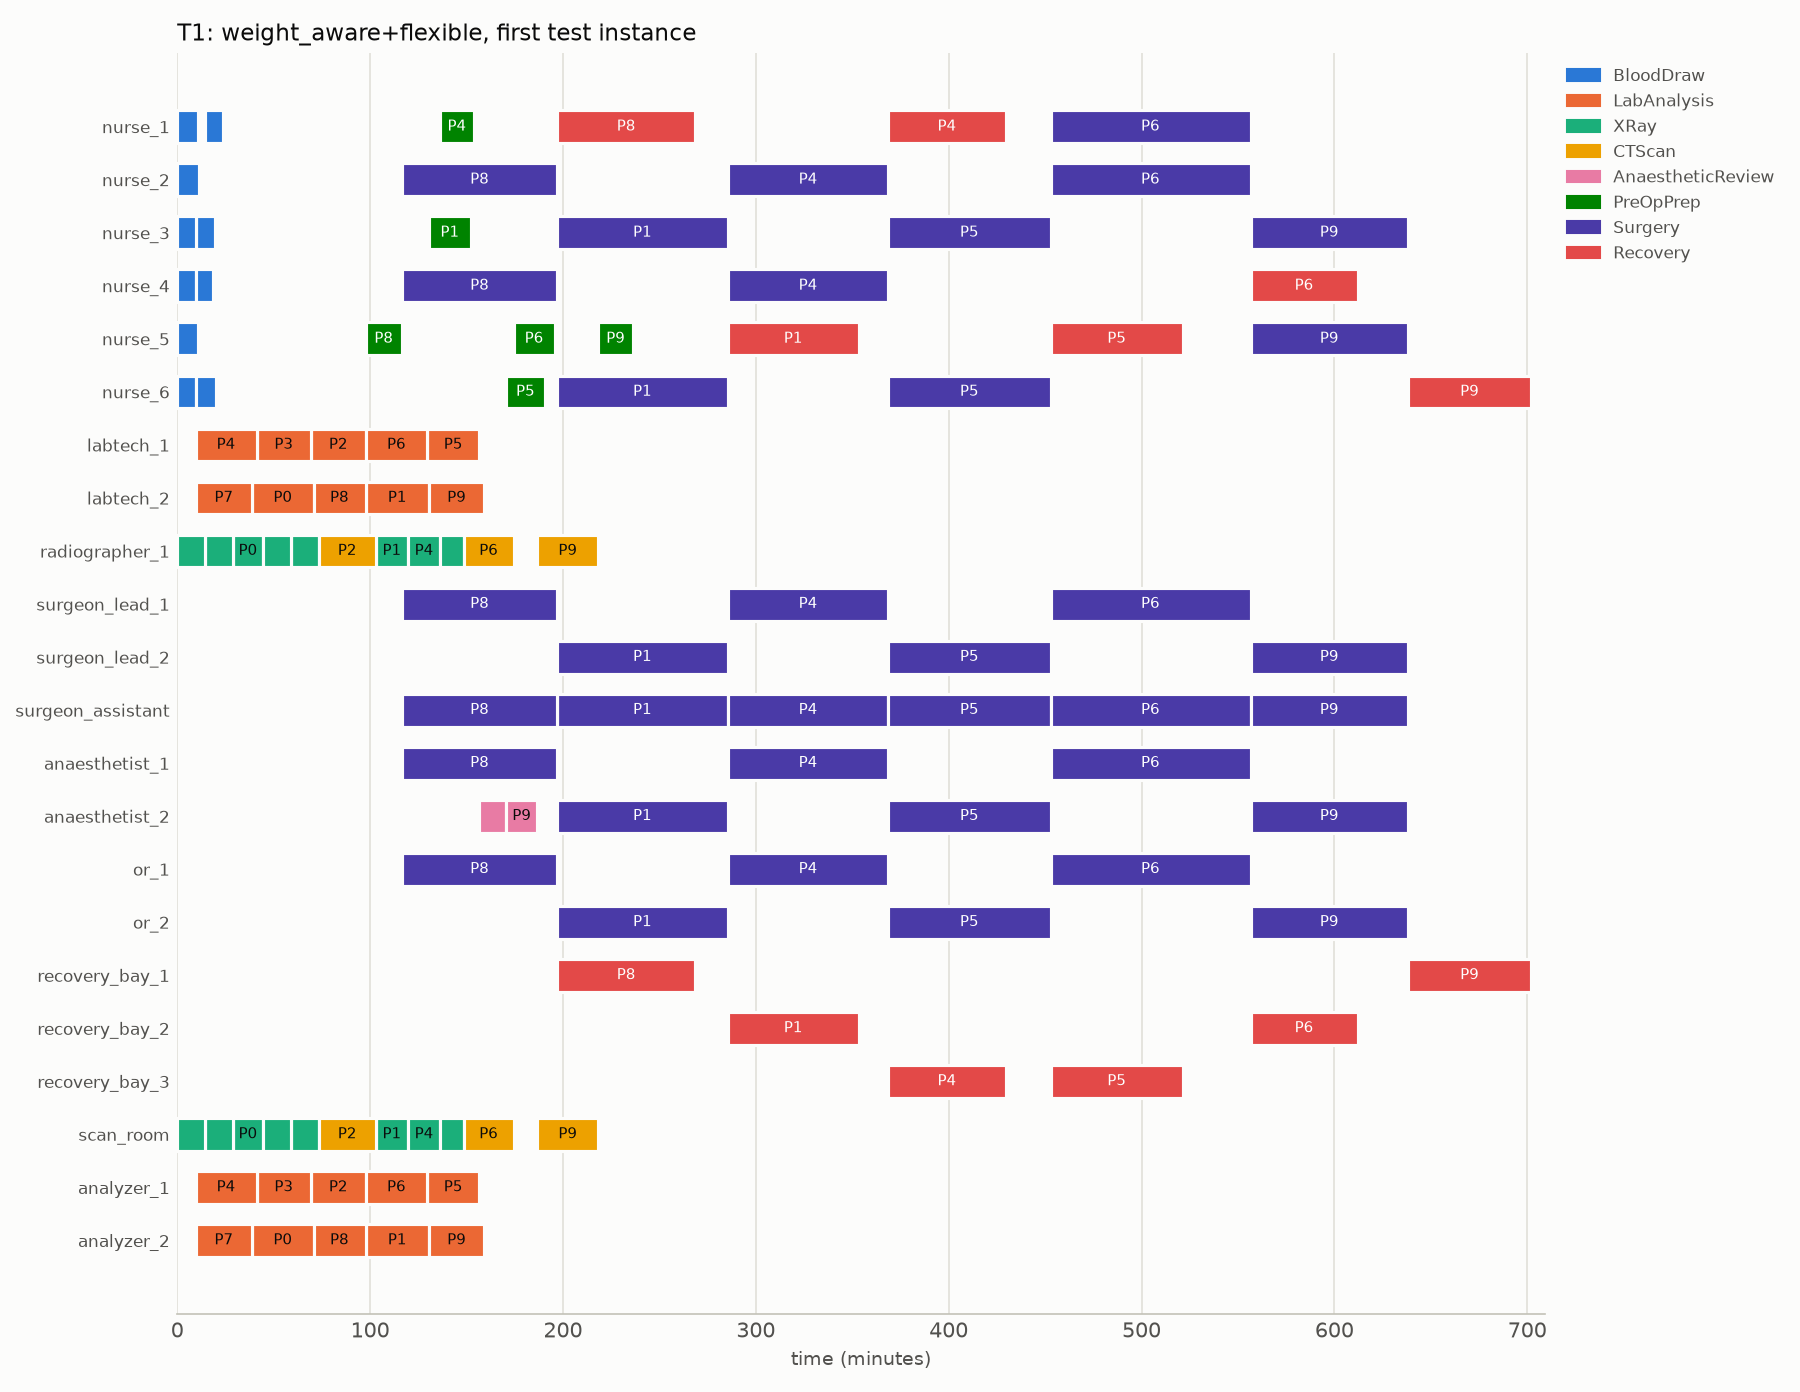 T1: weight_aware+flexible, first test instance
BloodDraw
LabAnalysis
XRay
CTScan
AnaestheticReview
PreOpPrep
Surgery
Recovery
nurse_1 P4 P8 P4 P6
nurse_2 P8 P4 P6
nurse_3 P1 P1 P5 P9
nurse_4 P8 P4 P6
nurse_5 P8 P6 P9 P1 P5 P9
nurse_6 P5 P1 P5 P9
labtech_1 P4 P3 P2 P6 P5
labtech_2 P7 P0 P8 P1 P9
radiographer_1 P0 P2 P1 P4 P6 P9
surgeon_lead_1 P8 P4 P6
surgeon_lead_2 P1 P5 P9
surgeon_assistant P8 P1 P4 P5 P6 P9
anaesthetist_1 P8 P4 P6
anaesthetist_2 P9 P1 P5 P9
or_1 P8 P4 P6
or_2 P1 P5 P9
recovery_bay_1 P8 P9
recovery_bay_2 P1 P6
recovery_bay_3 P4 P5
scan_room P0 P2 P1 P4 P6 P9
analyzer_1 P4 P3 P2 P6 P5
analyzer_2 P7 P0 P8 P1 P9
0 100 200 300 400 500 600 700
time (minutes)